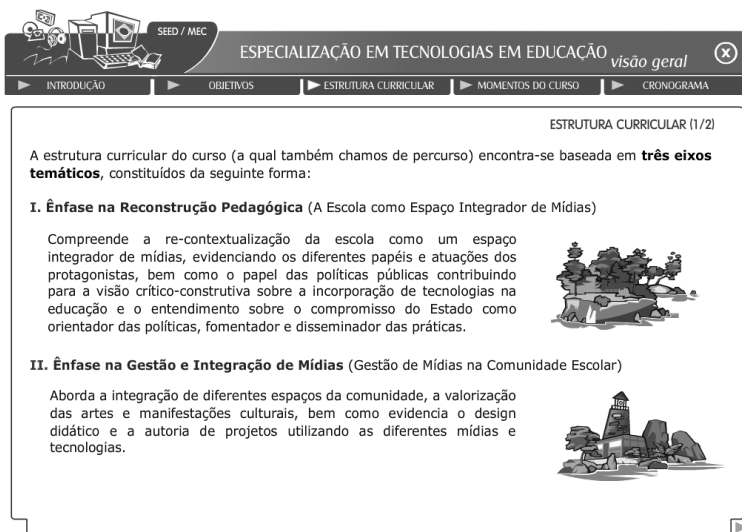 SEED / MEC
ESPECIALIZAÇÃO EM TECNOLOGIAS EM EDUCAÇÃO visão geral
X
INTRODUÇÃO OBJETIVOS ESTRUTURA CURRICULAR MOMENTOS DO CURSO CRONOGRAMA
ESTRUTURA CURRICULAR (1/2)
A estrutura curricular do curso (a qual também chamos de percurso) encontra-se baseada em três eixos
temáticos, constituídos da seguinte forma:
I. Ênfase na Reconstrução Pedagógica (A Escola como Espaço Integrador de Mídias)
Compreende a re-contextualização da escola como um espaço
integrador de mídias, evidenciando os diferentes papéis e atuações dos
protagonistas, bem como o papel das políticas públicas contribuindo
para a visão crítico-construtiva sobre a incorporação de tecnologias na
educação e o entendimento sobre o compromisso do Estado como
orientador das políticas, fomentador e disseminador das práticas.
II. Ênfase na Gestão e Integração de Mídias (Gestão de Mídias na Comunidade Escolar)
Aborda a integração de diferentes espaços da comunidade, a valorização
das artes e manifestações culturais, bem como evidencia o design
didático e a autoria de projetos utilizando as diferentes mídias e
tecnologias.